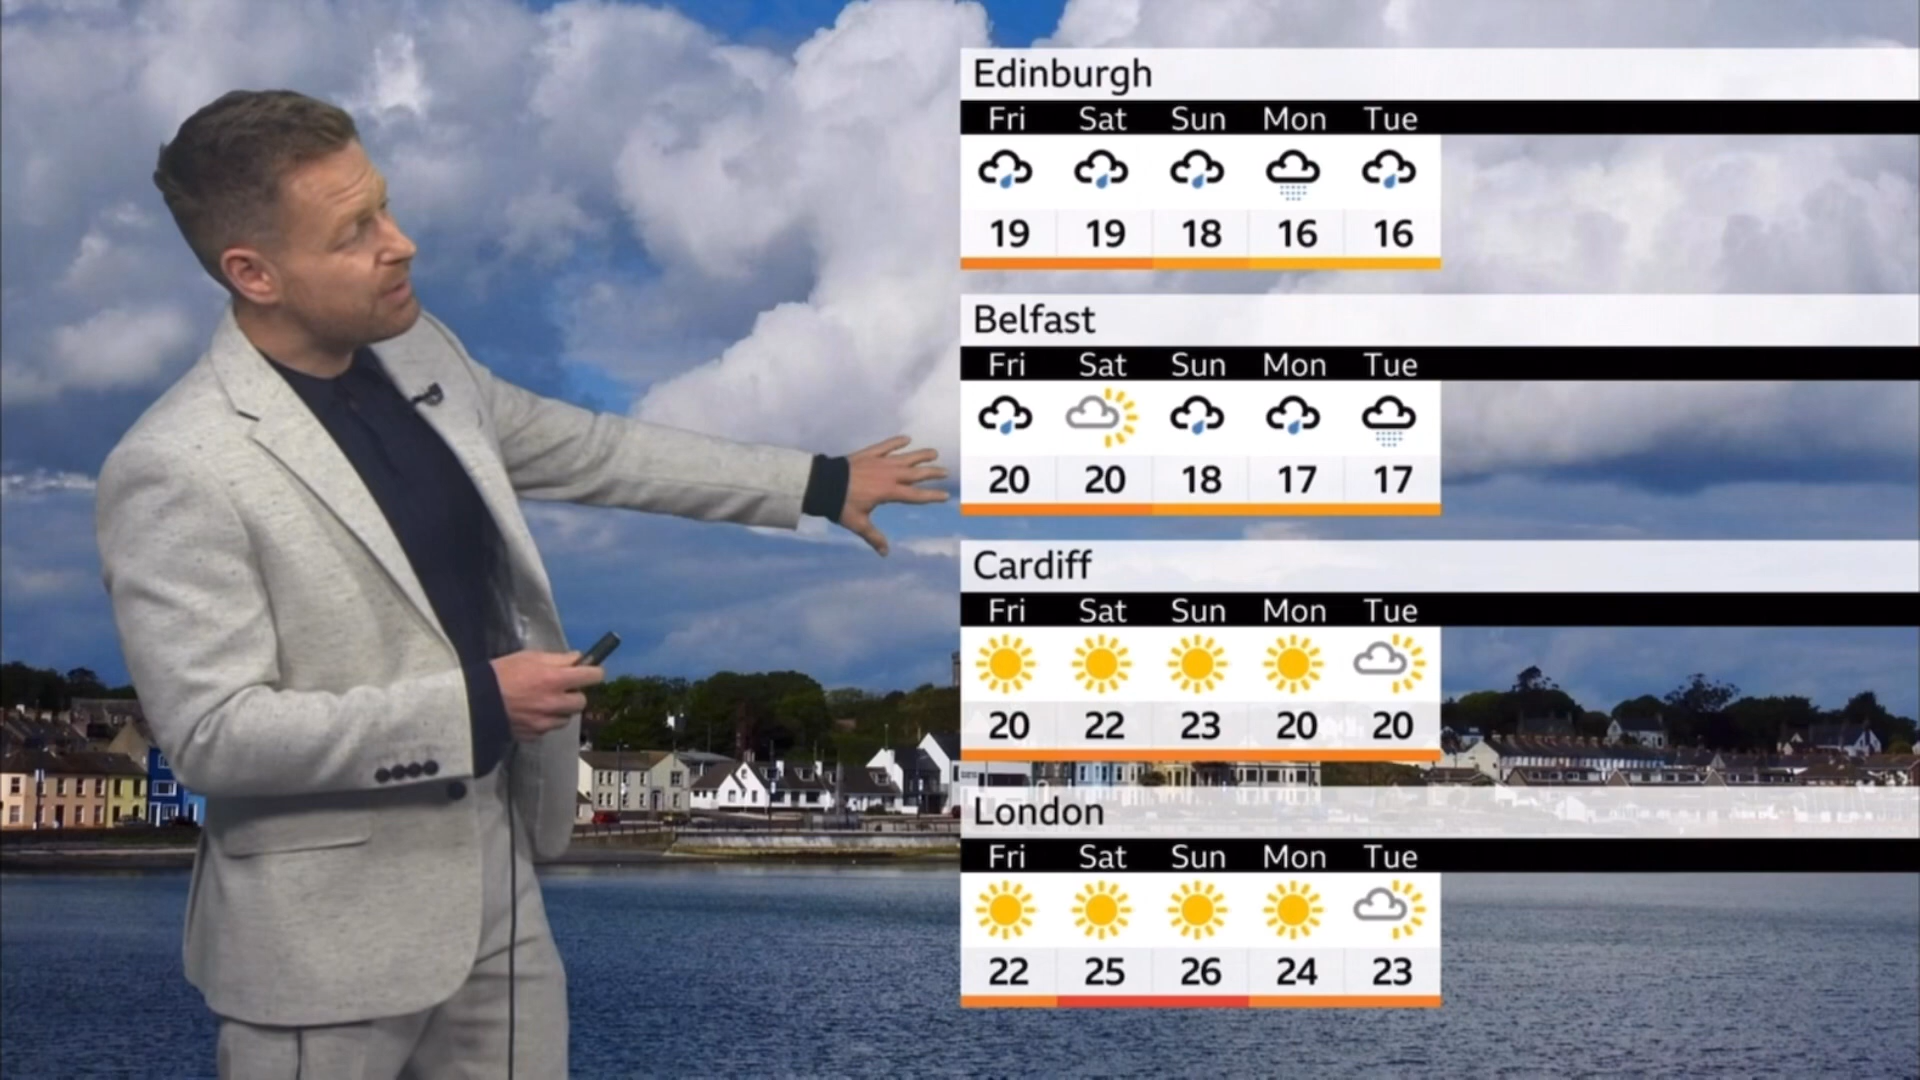 Edinburgh
Fri Sat Sun Mon Tue
19 19 18 16 16
Belfast
Fri Sat Sun Mon Tue
20 20 18 17 17
Cardiff
Fri Sat Sun Mon Tue
20 22 23 20 20
London
Fri Sat Sun Mon Tue
22 25 26 24 23